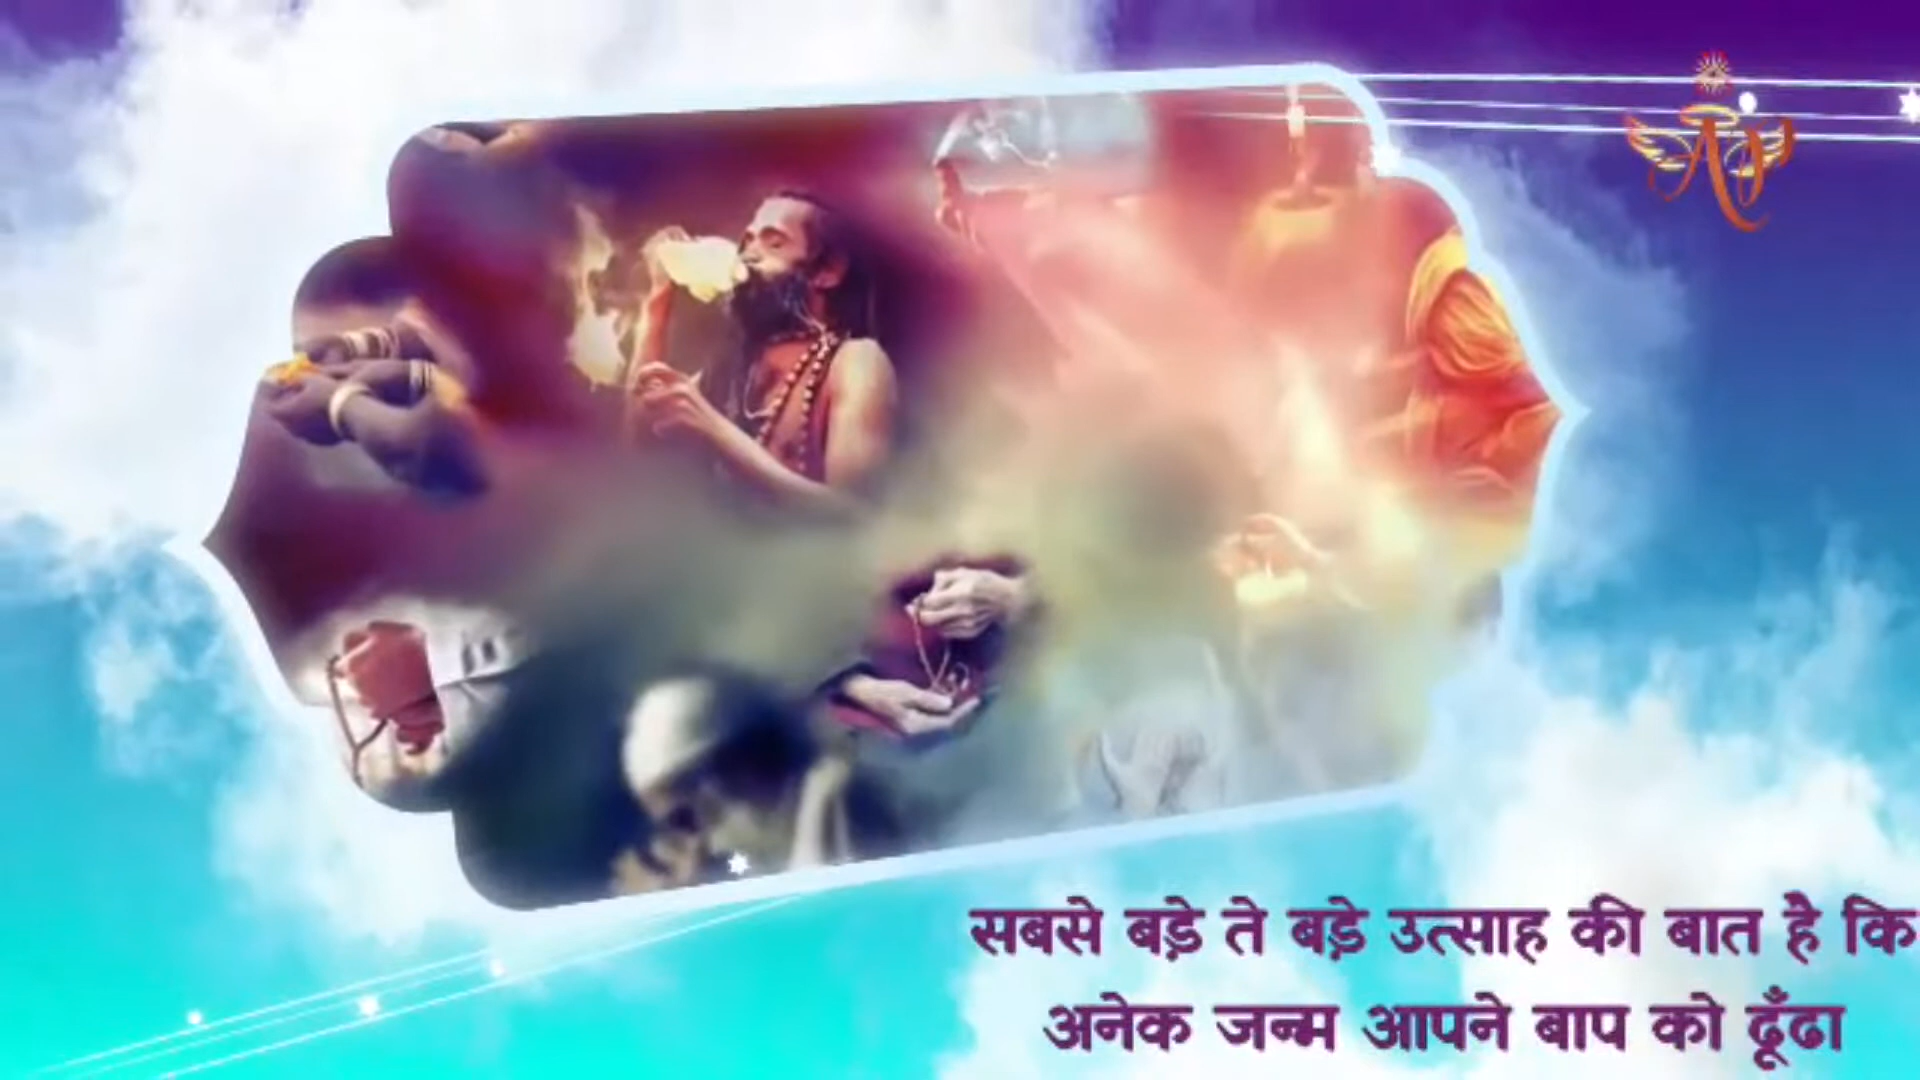 सबसे बड़े ते बड़े उत्साह की बात है कि
अनेक जन्म आपने बाप को ढूँढा